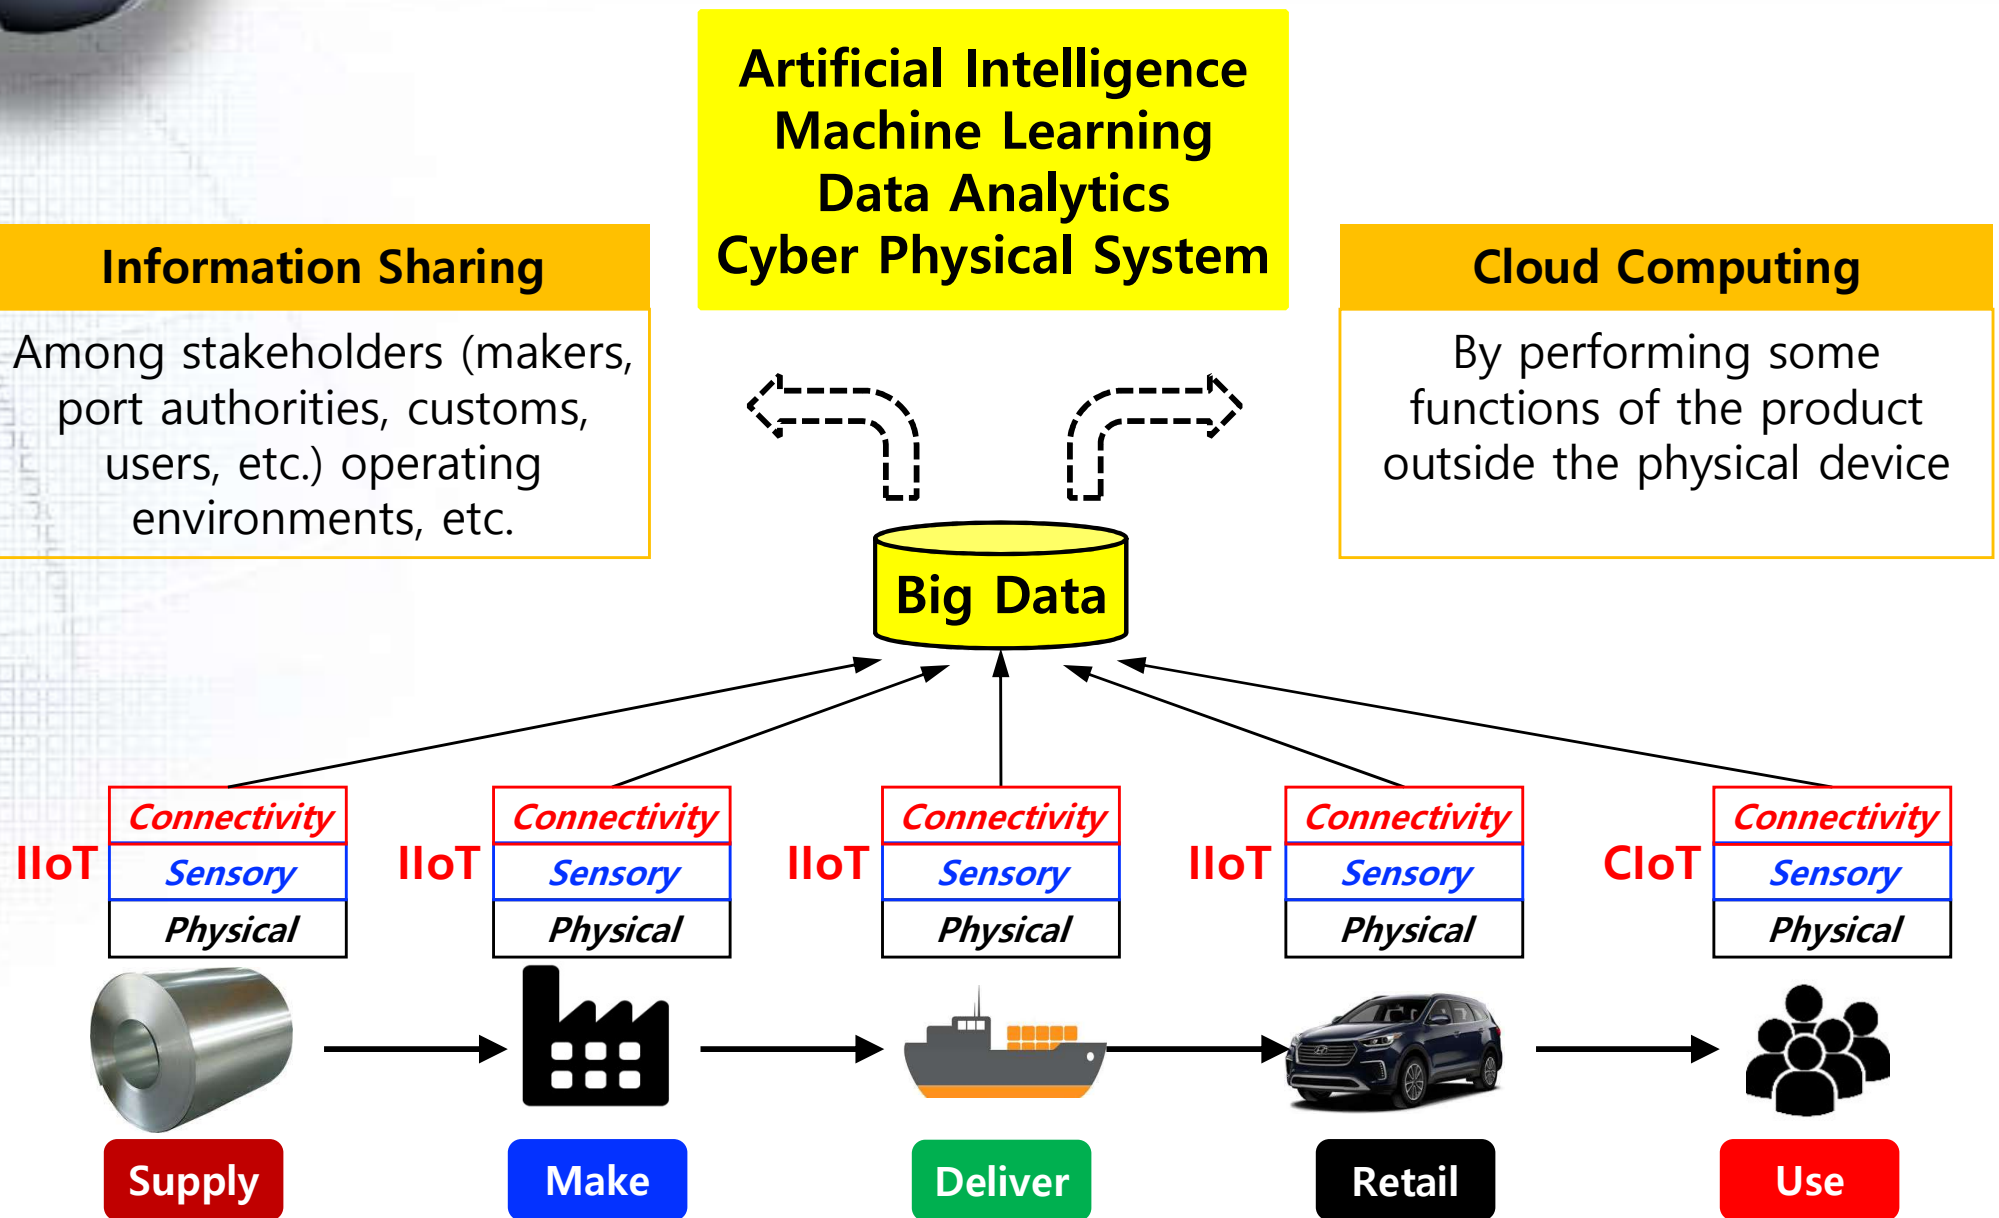 Artificial Intelligence
Machine Learning
Data Analytics
Cyber Physical System
Information Sharing
Among stakeholders (makers,
port authorities, customs,
users, etc.) operating
environments, etc.
Cloud Computing
By performing some
functions of the product
outside the physical device
Big Data
IIoT
Connectivity
Sensory
Physical
IIoT
Connectivity
Sensory
Physical
IIoT
Connectivity
Sensory
Physical
IIoT
Connectivity
Sensory
Physical
CIoT
Connectivity
Sensory
Physical
Supply
Make
Deliver
Retail
Use